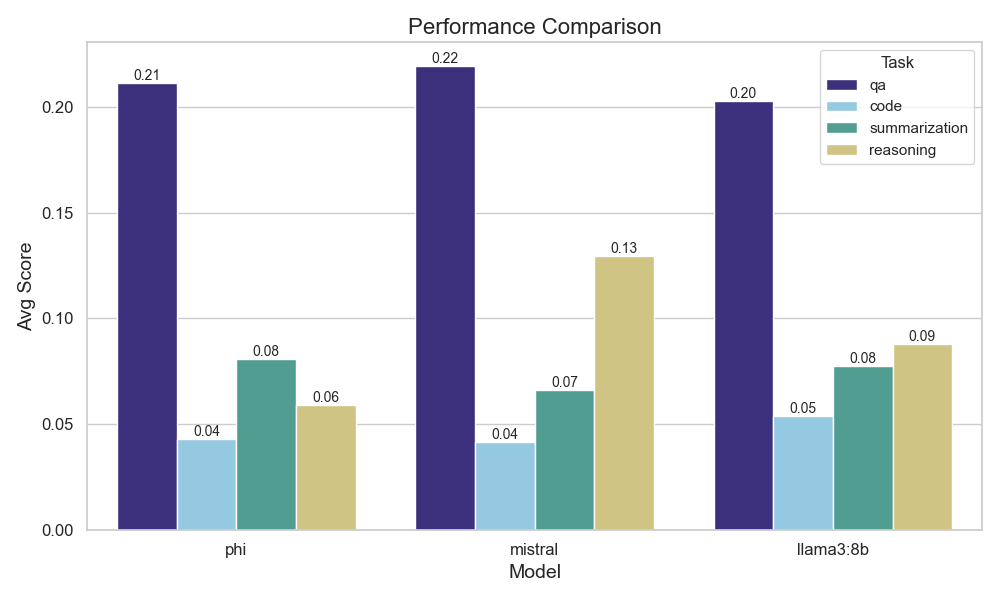 Performance Comparison
Avg Score
0.20
0.15
0.10
0.05
0.00
0.21
0.04
0.08
0.06
0.22
0.04
0.07
0.13
0.20
0.05
0.08
0.09
Task
qa
code
summarization
reasoning
phi
mistral
llama3:8b
Model